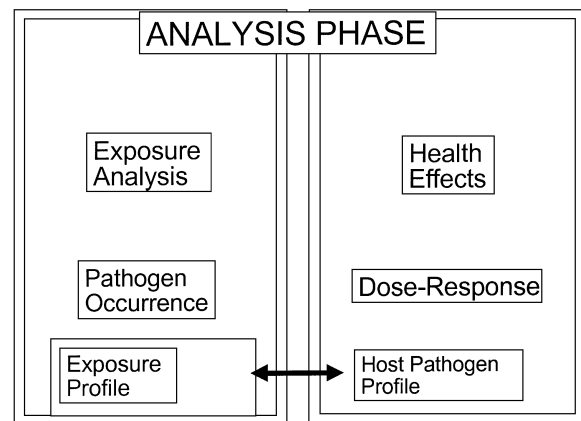 ANALYSIS PHASE
Exposure
Analysis
Pathogen
Occurrence
Exposure
Profile
Health
Effects
Dose-Response
Host Pathogen
Profile